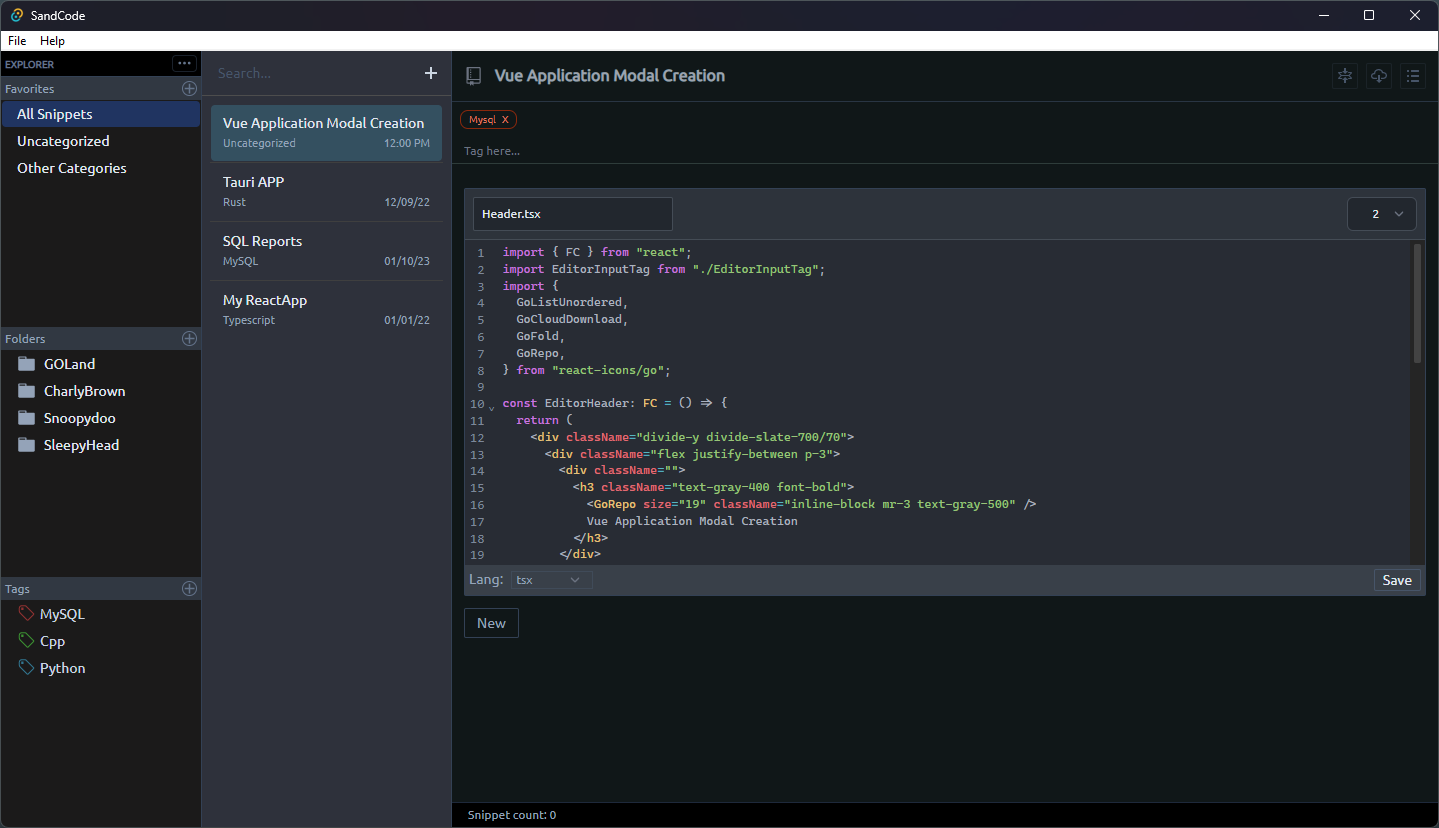 SandCode
File Help
EXPLORER
Favorites
All Snippets
Uncategorized
Other Categories
Folders
GOLand
CharlyBrown
Snoopydoo
SleepyHead
Tags
MySQL
Cpp
Python
Search...
Vue Application Modal Creation
Uncategorized 12:00 PM
Tauri APP
Rust 12/09/22
SQL Reports
MySQL 01/10/23
My ReactApp
Typescript 01/01/22
Vue Application Modal Creation
Mysql X
Tag here...
Header.tsx 2
1 import { FC } from "react";
2 import EditorInputTag from "./EditorInputTag";
3 import {
4   GoListUnordered,
5   GoCloudDownload,
6   GoFold,
7   GoRepo,
8 } from "react-icons/go";
9
10 const EditorHeader: FC = () => {
11   return (
12     <div className="divide-y divide-slate-700/70">
13       <div className="flex justify-between p-3">
14         <div className="">
15           <h3 className="text-gray-400 font-bold">
16             <GoRepo size="19" className="inline-block mr-3 text-gray-500" />
17             Vue Application Modal Creation
18           </h3>
19         </div>
Lang: tsx Save
New
Snippet count: 0